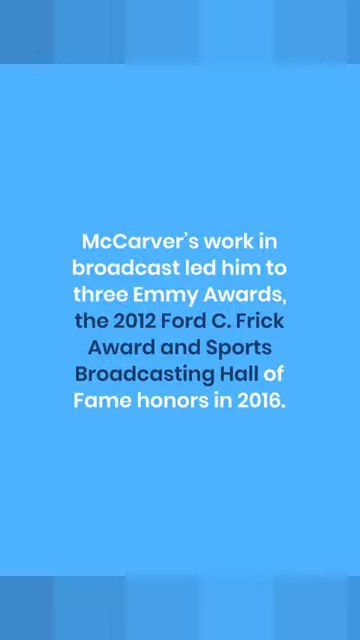 McCarver's work in
broadcast led him to
three Emmy Awards,
the 2012 Ford C. Frick
Award and Sports
Broadcasting Hall of
Fame honors in 2016.